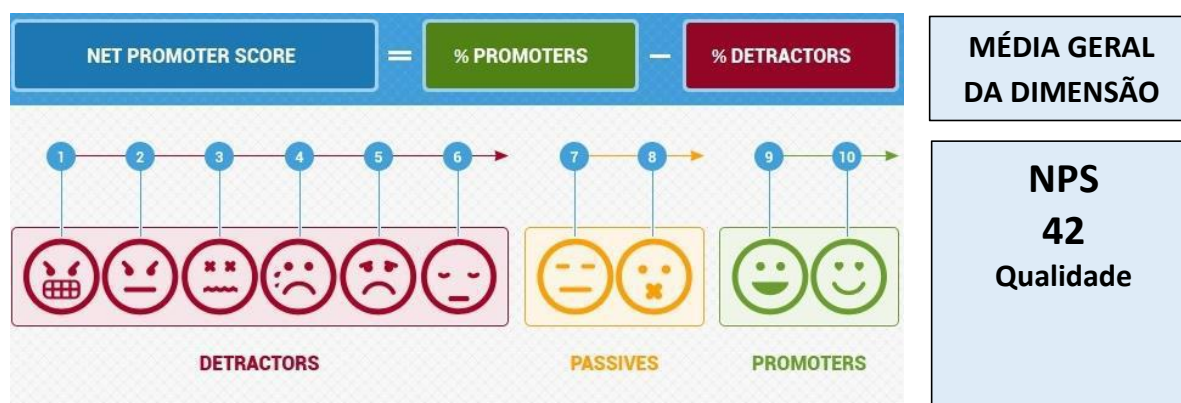 NET PROMOTER SCORE = % PROMOTERS — % DETRACTORS
1 2 3 4 5 6 7 8 9 10
DETRACTORS PASSIVES PROMOTERS
MÉDIA GERAL
DA DIMENSÃO
NPS
42
Qualidade